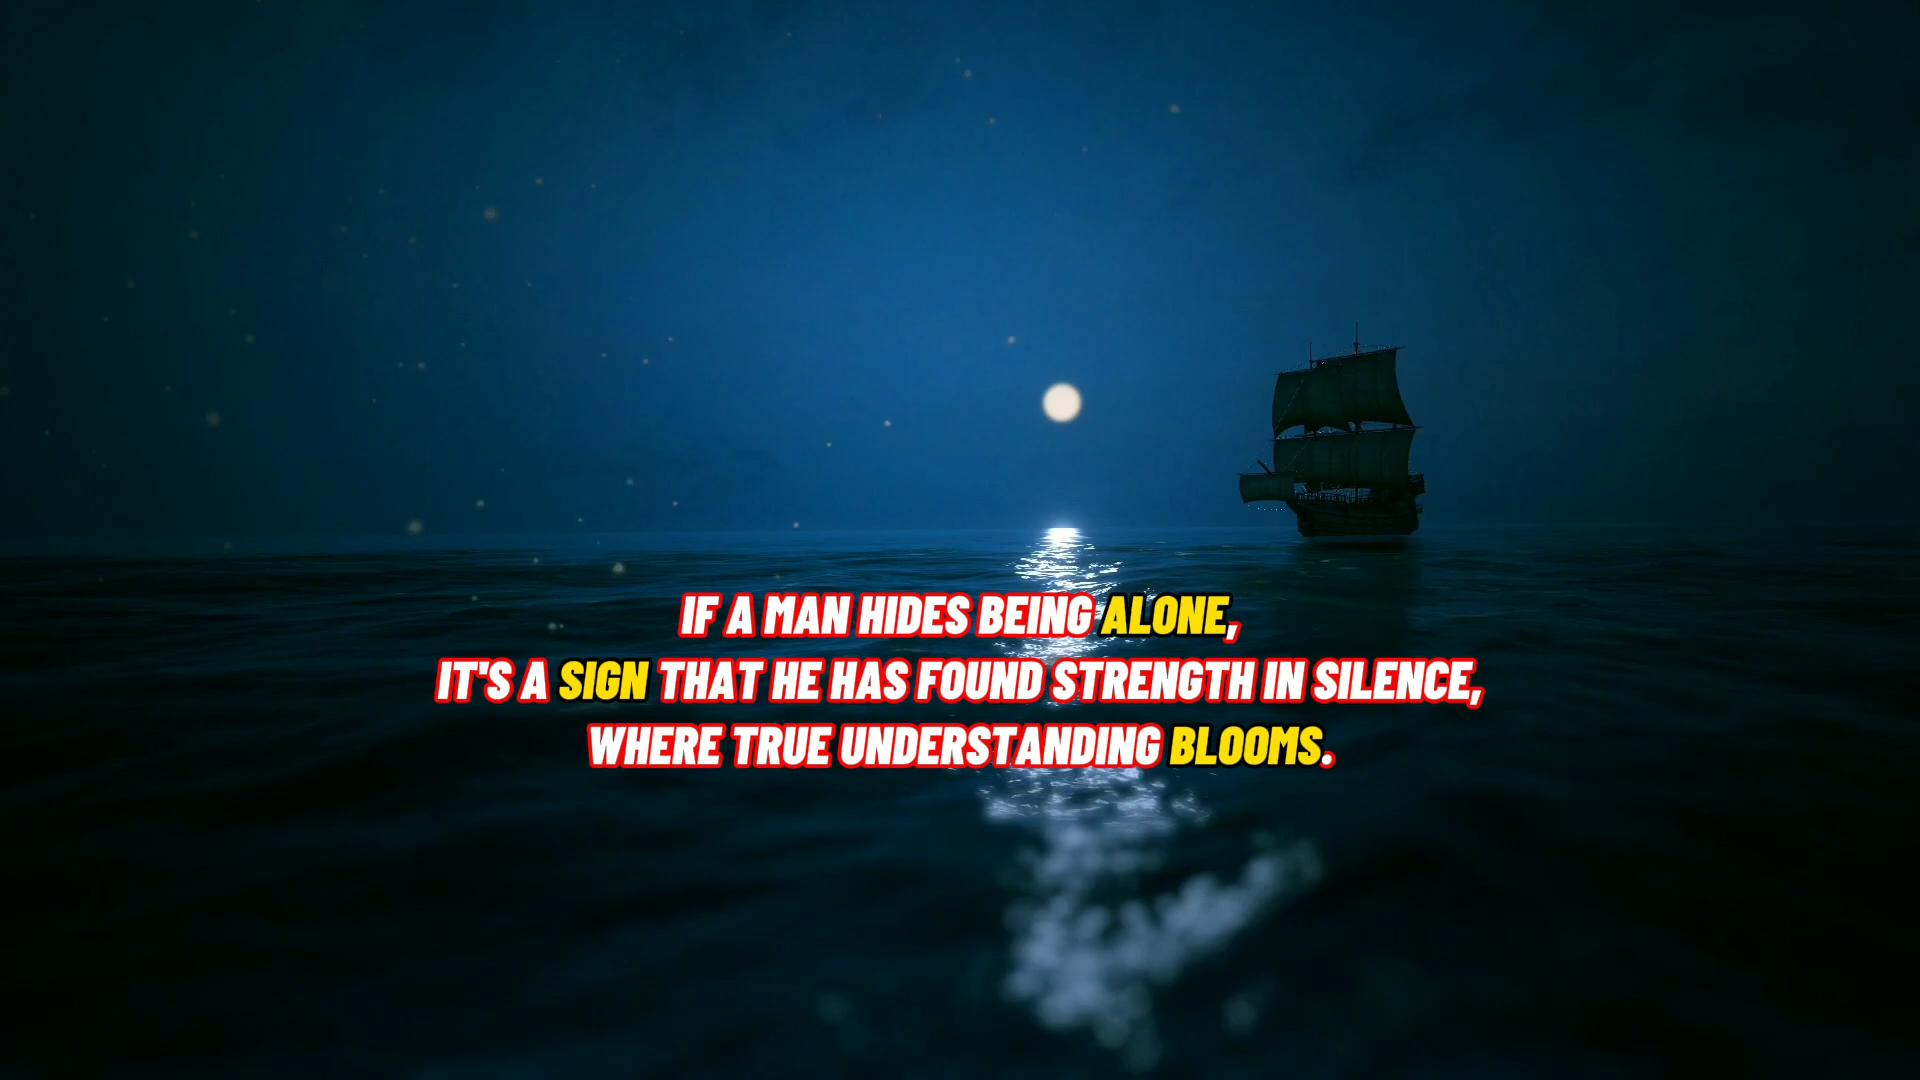 IF A MAN HIDES BEING ALONE,
IT'S A SIGN THAT HE HAS FOUND STRENGTH IN SILENCE,
WHERE TRUE UNDERSTANDING BLOOMS.